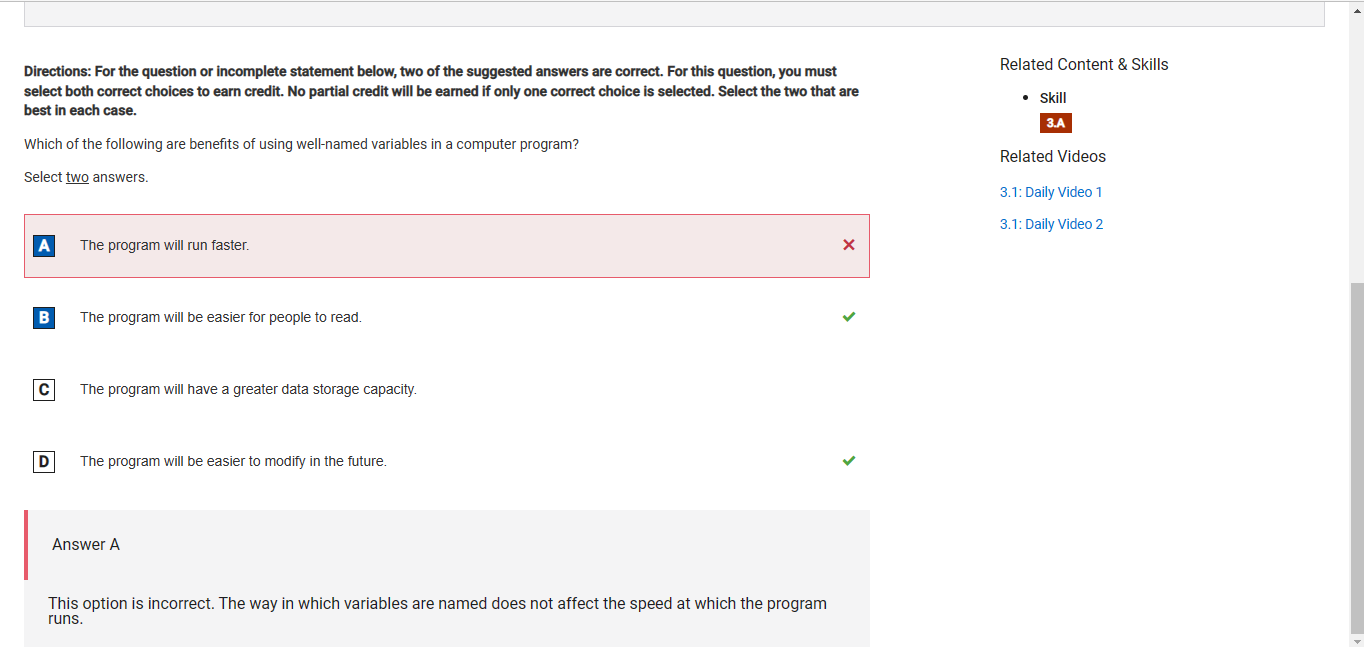 Directions: For the question or incomplete statement below, two of the suggested answers are correct. For this question, you must
select both correct choices to earn credit. No partial credit will be earned if only one correct choice is selected. Select the two that are
best in each case.
Which of the following are benefits of using well-named variables in a computer program?
Select two answers.
A The program will run faster.
B The program will be easier for people to read.
C The program will have a greater data storage capacity.
D The program will be easier to modify in the future.
Answer A
This option is incorrect. The way in which variables are named does not affect the speed at which the program
runs.
Related Content & Skills
Skill
3.A
Related Videos
3.1: Daily Video 1
3.1: Daily Video 2